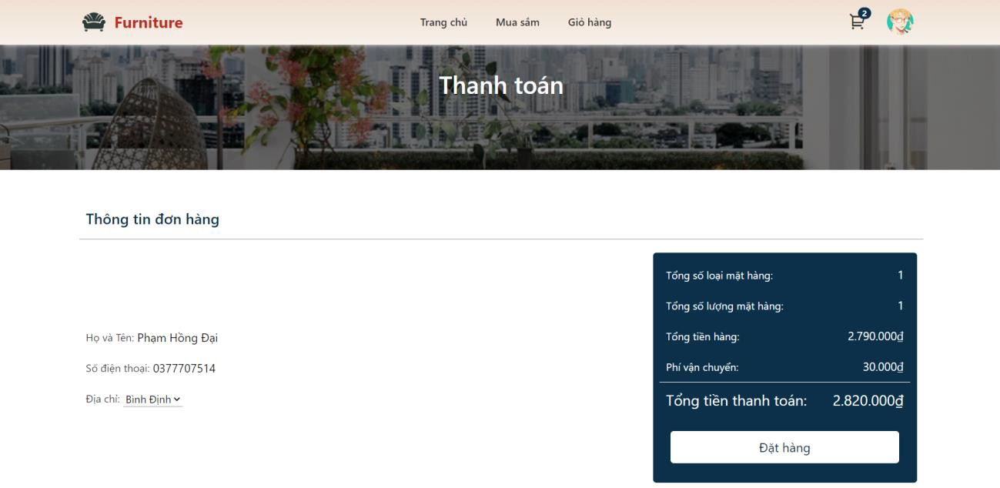 Furniture
Trang chủ Mua sắm Giỏ hàng
2
Thanh toán
Thông tin đơn hàng
Tổng số loại mặt hàng: 1
Tổng số lượng mặt hàng: 1
Tổng tiền hàng: 2.790.000₫
Phí vận chuyển: 30.000₫
Tổng tiền thanh toán: 2.820.000₫
Đặt hàng
Họ và Tên: Phạm Hồng Đại
Số điện thoại: 0377707514
Địa chỉ: Bình Định